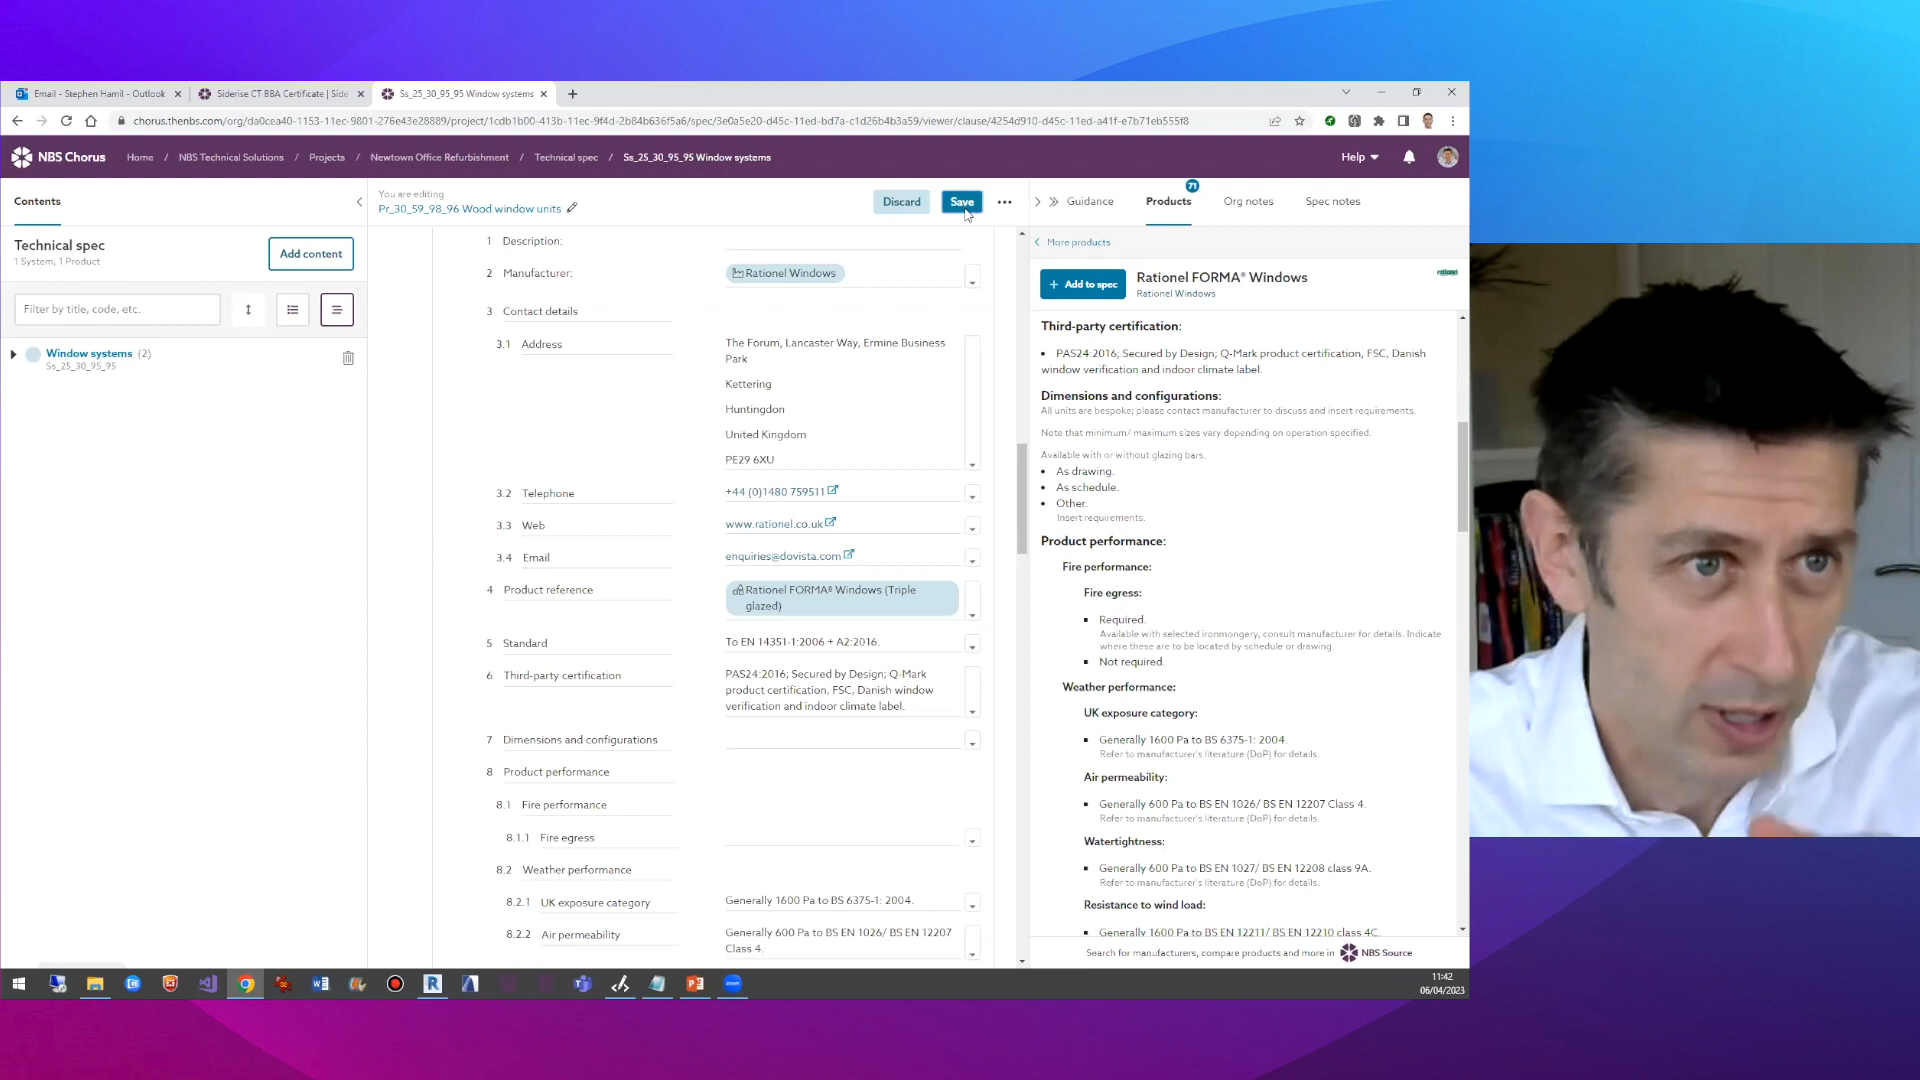 Email - Stephen Hamil - Outlook
Siderise CT BBA Certificate | Side
Ss_25_30_95_95 Window systems
chorus.thenbs.com/org/da0cea40-1153-11ec-9801-276e43e28889/project/1cdb1b00-413b-11ec-9f4d-2b84b636f5a6/spec/3e0a5e20-d45c-11ed-bd7a-c1d26b4b3a59/viewer/clause/4254d910-d45c-11ed-a41f-e7b71eb555f8
NBS Chorus
Home / NBS Technical Solutions / Projects / Newtown Office Refurbishment / Technical spec / Ss_25_30_95_95 Window systems
Help
Contents
Technical spec
1 System, 1 Product
Add content
Filter by title, code, etc.
Window systems (2)
Ss_25_30_95_95
You are editing
Pr_30_59_98_96 Wood window units
Discard
Save
1 Description:
2 Manufacturer: Rationel Windows
3 Contact details
3.1 Address The Forum, Lancaster Way, Ermine Business
Park
Kettering
Huntingdon
United Kingdom
PE29 6XU
3.2 Telephone +44 (0)1480 759511
3.3 Web www.rationel.co.uk
3.4 Email enquiries@dovista.com
4 Product reference Rationel FORMA® Windows (Triple
glazed)
5 Standard To EN 14351-1:2006 + A2:2016.
6 Third-party certification PAS24:2016; Secured by Design; Q-Mark
product certification, FSC, Danish window
verification and indoor climate label.
7 Dimensions and configurations
8 Product performance
8.1 Fire performance
8.1.1 Fire egress
8.2 Weather performance
8.2.1 UK exposure category Generally 1600 Pa to BS 6375-1: 2004.
8.2.2 Air permeability Generally 600 Pa to BS EN 1026/ BS EN 12207
Class 4.
71
Guidance
Products
Org notes
Spec notes
More products
+ Add to spec
Rationel FORMA® Windows
Rationel Windows
rationel
Third-party certification:
• PAS24:2016; Secured by Design; Q-Mark product certification, FSC, Danish
window verification and indoor climate label.
Dimensions and configurations:
All units are bespoke; please contact manufacturer to discuss and insert requirements.
Note that minimum/ maximum sizes vary depending on operation specified.
Available with or without glazing bars.
• As drawing.
• As schedule.
• Other.
Insert requirements.
Product performance:
Fire performance:
Fire egress:
Required.
Available with selected ironmongery, consult manufacturer for details. Indicate
where these are to be located by schedule or drawing.
Not required.
Weather performance:
UK exposure category:
Generally 1600 Pa to BS 6375-1: 2004.
Refer to manufacturer's literature (DoP) for details.
Air permeability:
Generally 600 Pa to BS EN 1026/ BS EN 12207 Class 4.
Refer to manufacturer's literature (DoP) for details.
Watertightness:
Generally 600 Pa to BS EN 1027/ BS EN 12208 class 9A.
Refer to manufacturer's literature (DoP) for details.
Resistance to wind load:
Generally 1600 Pa to BS EN 12211/ BS EN 12210 class 4C.
Search for manufacturers, compare products and more in NBS Source
11:42
06/04/2023